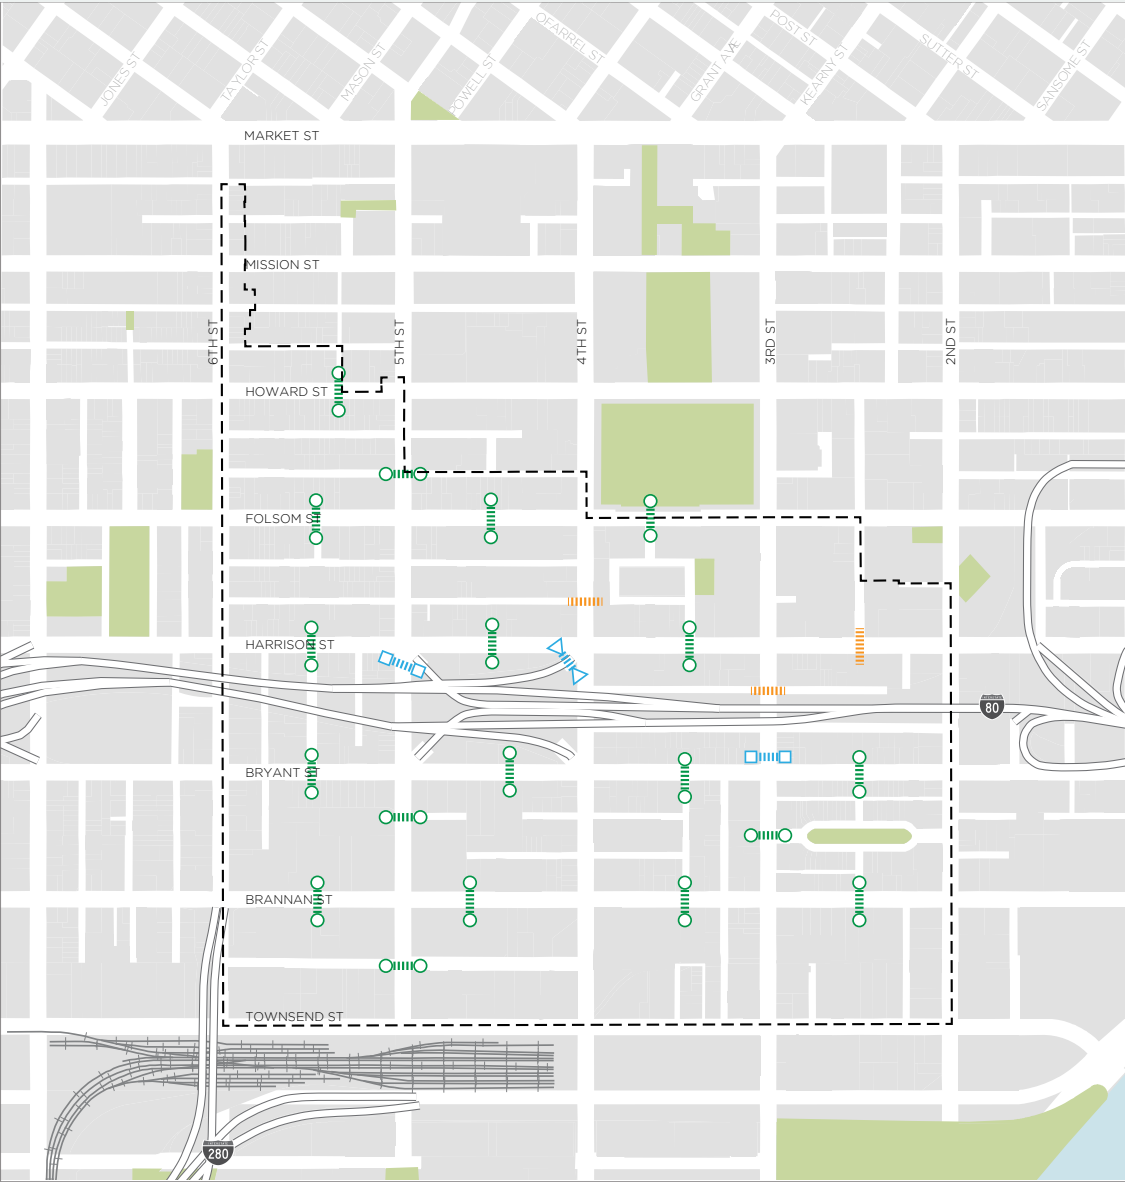 JONES ST
TAYLOR ST
MASON ST
POWELL ST
OFARREL ST
GRANT AVE
POST ST
KEARNY ST
SUTTER ST
SANSOME ST
MARKET ST
MISSION ST
6TH ST
5TH ST
4TH ST
3RD ST
2ND ST
HOWARD ST
FOLSOM ST
HARRISON ST
80
BRYANT ST
BRANNAN ST
TOWNSEND ST
280